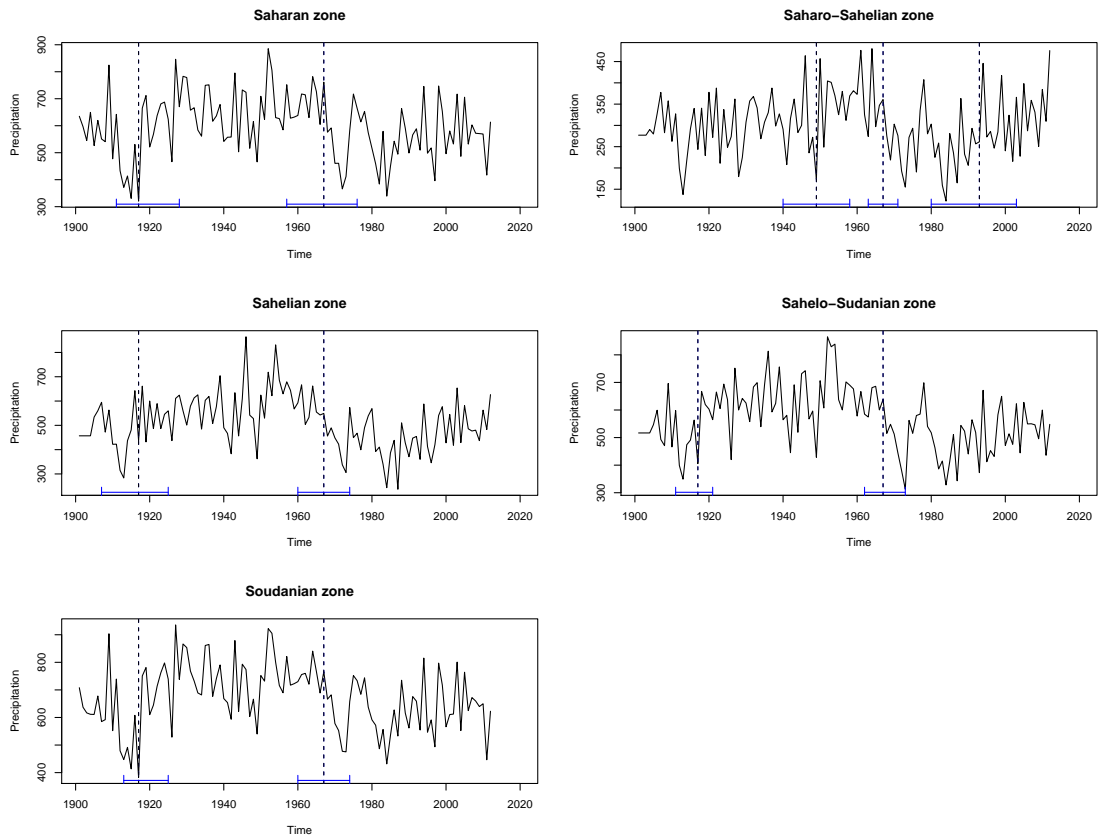 Saharan zone
900
700
500
300
Precipitation
1900 1920 1940 1960 1980 2000 2020
Time
Saharo−Sahelian zone
450
350
250
150
Precipitation
1900 1920 1940 1960 1980 2000 2020
Time
Sahelian zone
700
500
300
Precipitation
1900 1920 1940 1960 1980 2000 2020
Time
Sahelo−Sudanian zone
700
500
300
Precipitation
1900 1920 1940 1960 1980 2000 2020
Time
Soudanian zone
800
600
400
Precipitation
1900 1920 1940 1960 1980 2000 2020
Time